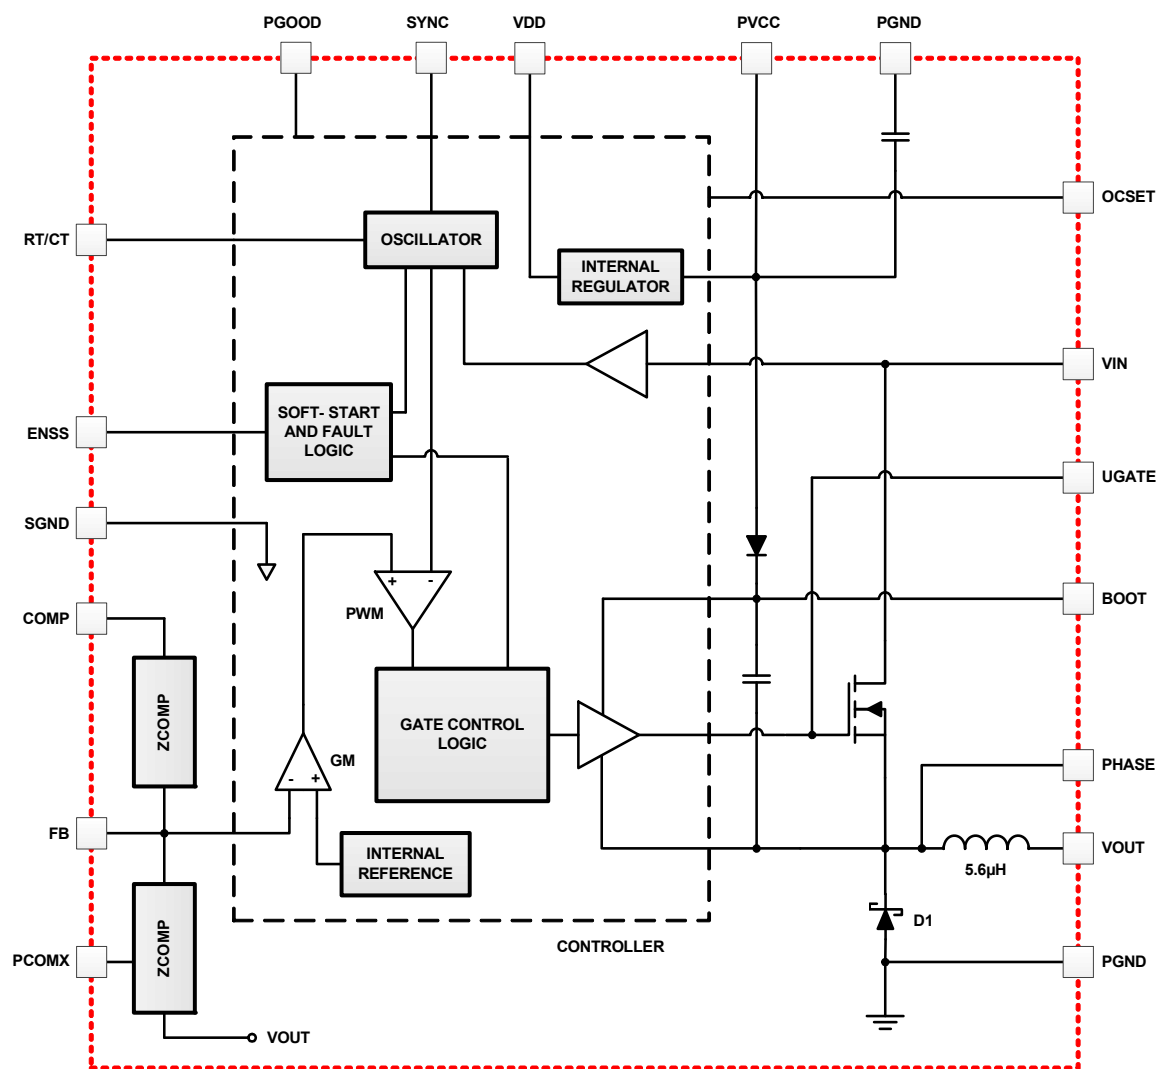 PGOOD
SYNC
VDD
PVCC
PGND
OCSET
RT/CT
OSCILLATOR
INTERNAL
REGULATOR
VIN
SOFT- START
AND FAULT
LOGIC
ENSS
UGATE
SGND
+
-
PWM
BOOT
COMP
ZCOMP
GATE CONTROL
LOGIC
GM
-
+
PHASE
FB
INTERNAL
REFERENCE
VOUT
5.6µH
ZCOMP
D1
CONTROLLER
PCOMX
PGND
VOUT